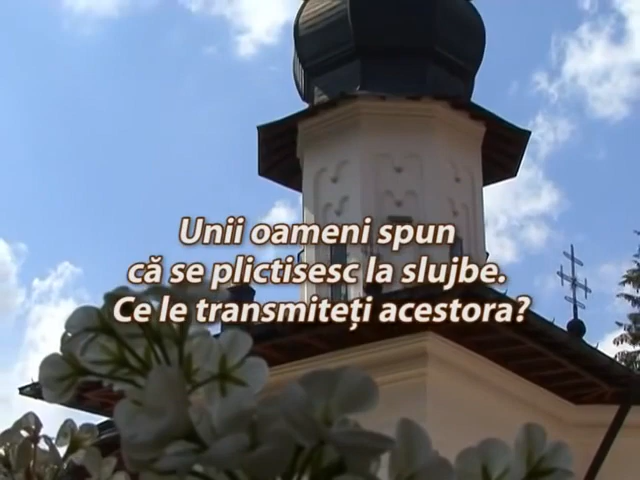 Unii oameni spun
că se plictisesc la slujbe.
Ce le transmiteți acestora?